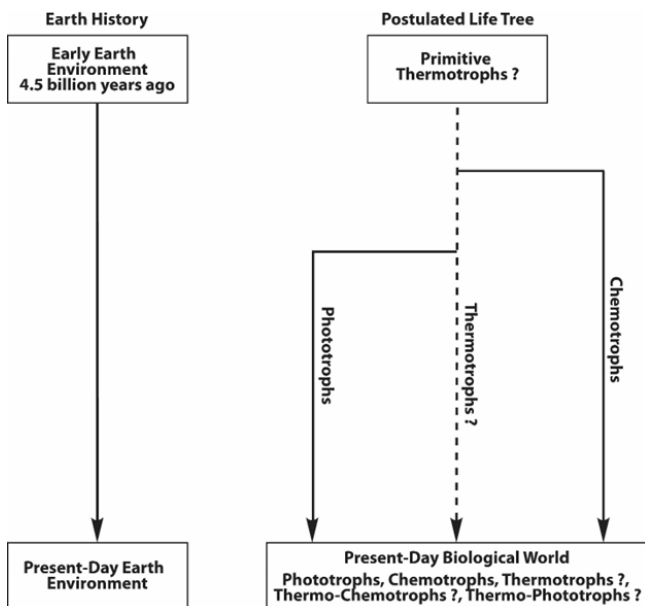 Earth History
Postulated Life Tree
Early Earth
Environment
4.5 billion years ago
Primitive
Thermotrophs ?
Phototrophs
Thermotrophs ?
Chemotrophs
Present-Day Earth
Environment
Present-Day Biological World
Phototrophs, Chemotrophs, Thermotrophs ?,
Thermo-Chemotrophs ?, Thermo-Phototrophs ?